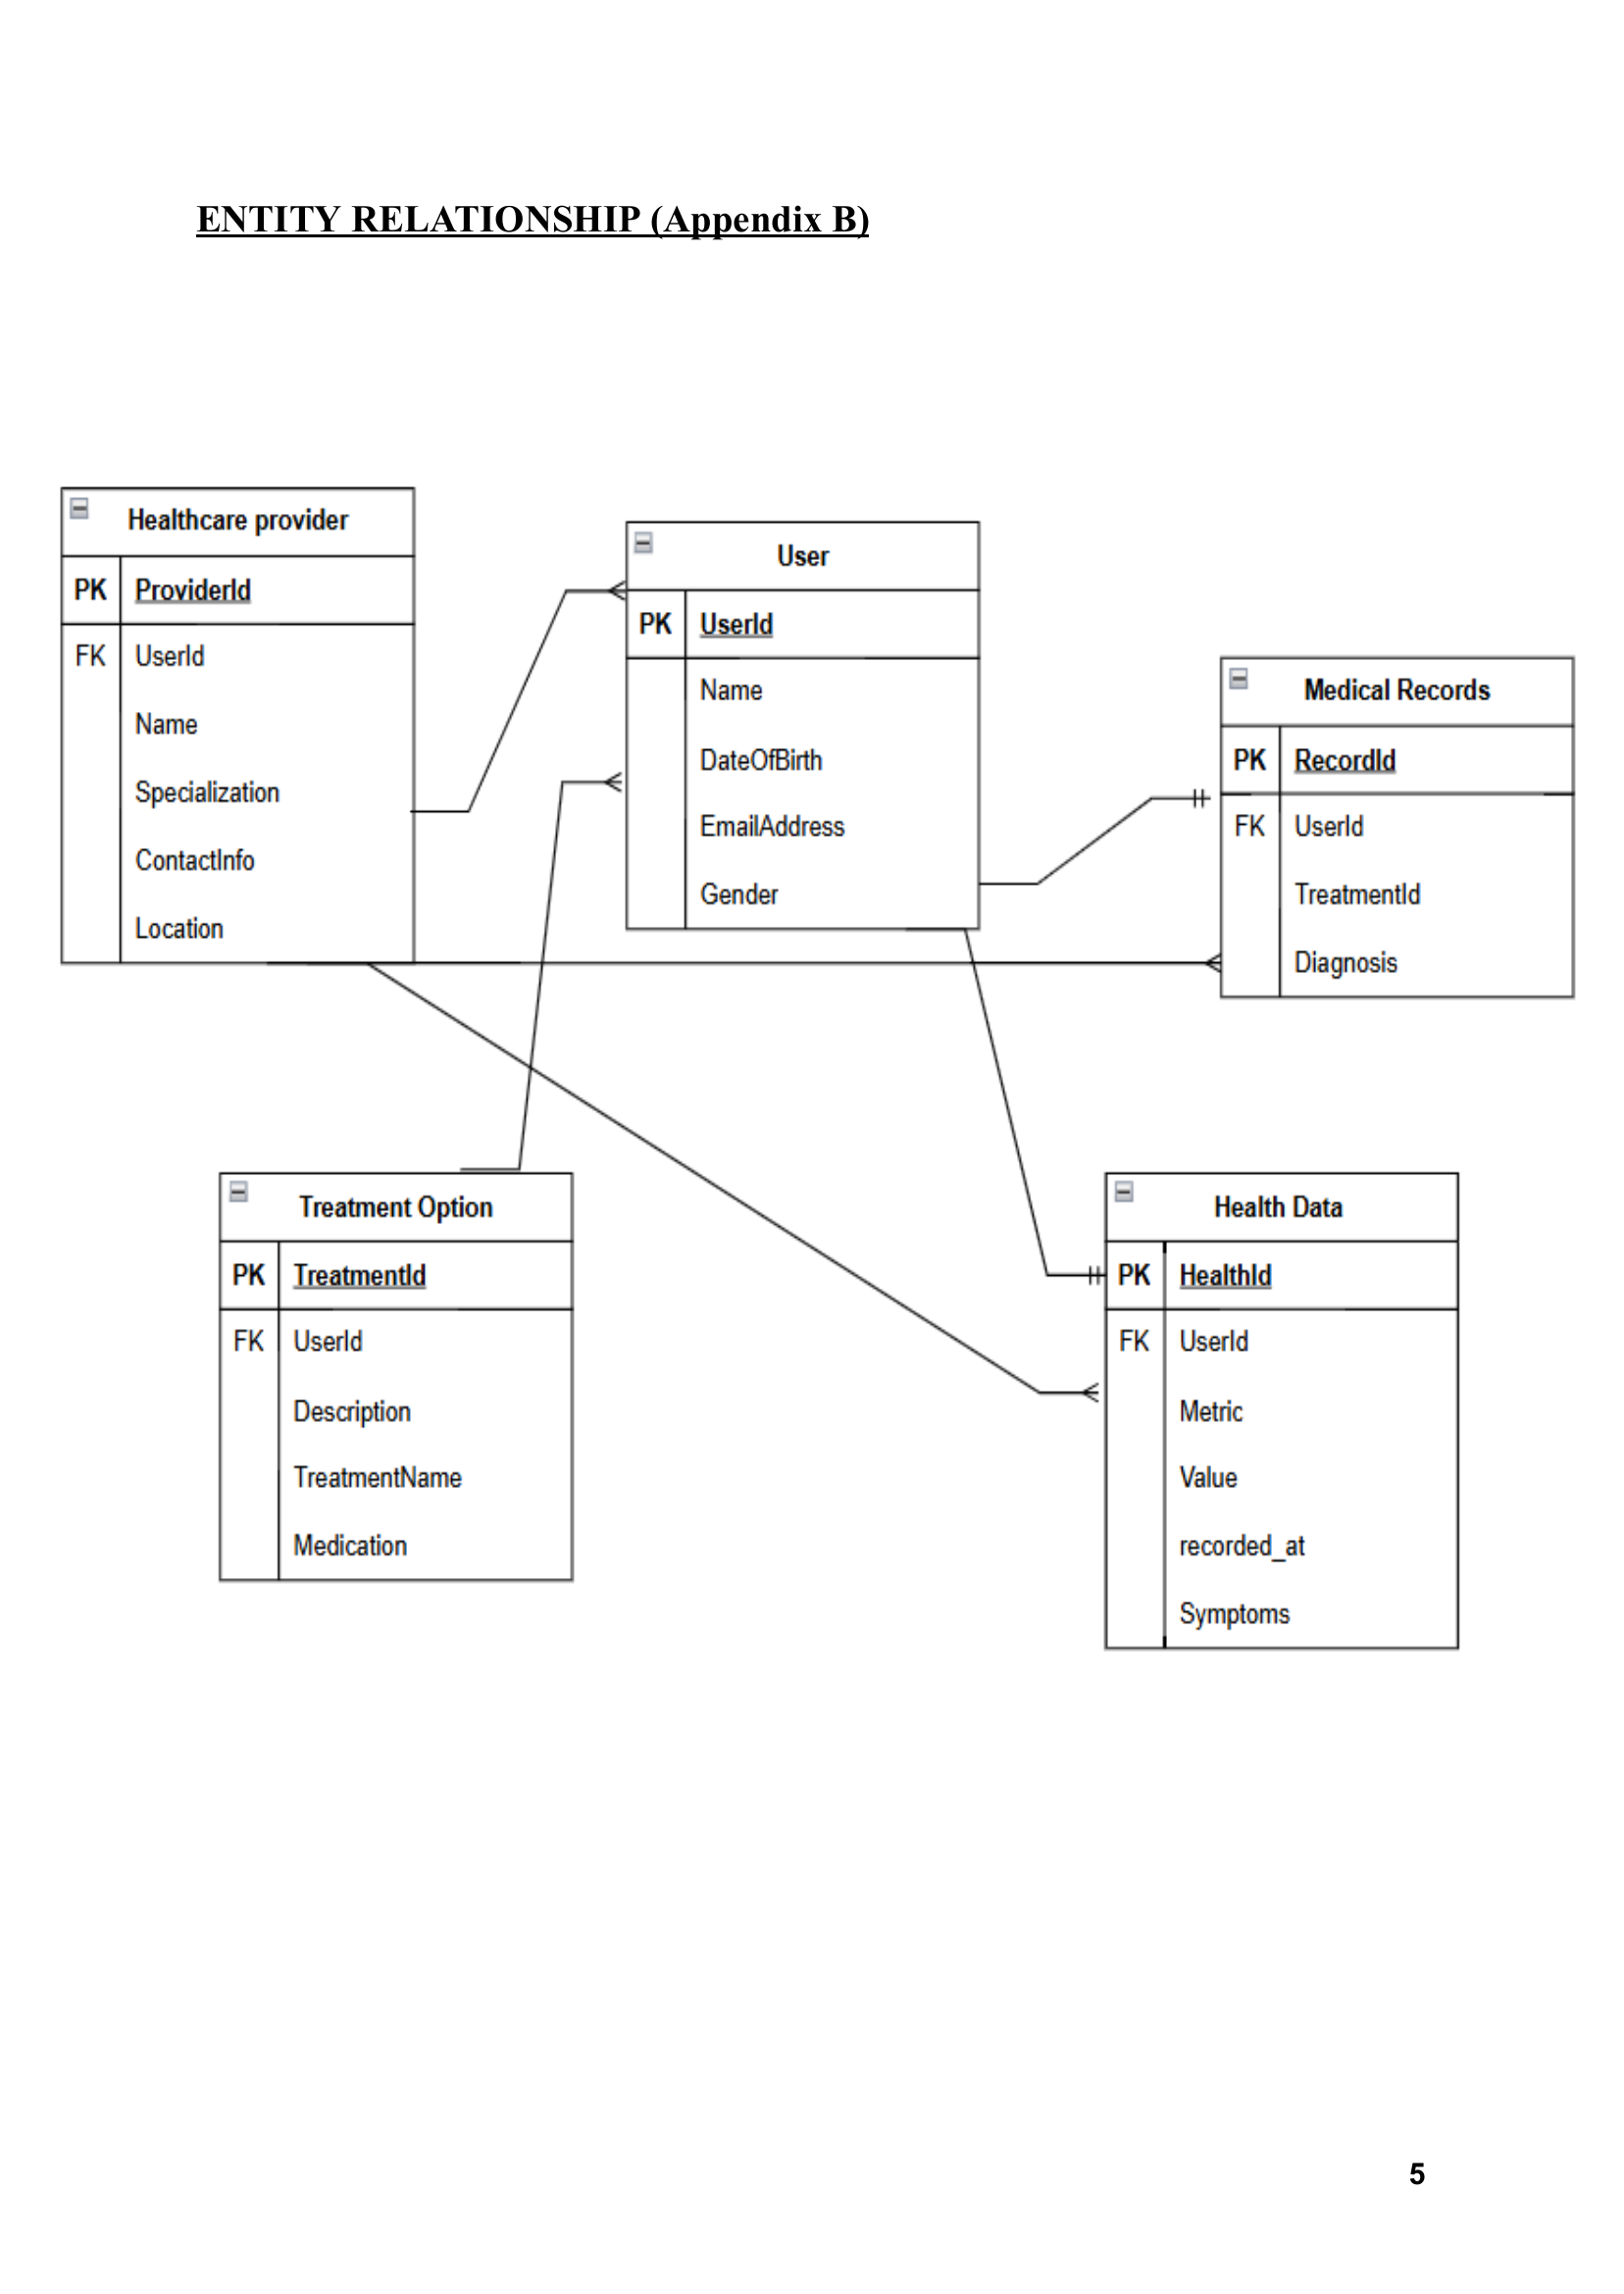 ENTITY RELATIONSHIP (Appendix B)
Healthcare provider
PK ProviderId
FK UserId
Name
Specialization
ContactInfo
Location
User
PK UserId
Name
DateOfBirth
EmailAddress
Gender
Medical Records
PK RecordId
FK UserId
TreatmentId
Diagnosis
Treatment Option
PK TreatmentId
FK UserId
Description
TreatmentName
Medication
Health Data
PK HealthId
FK UserId
Metric
Value
recorded_at
Symptoms
5